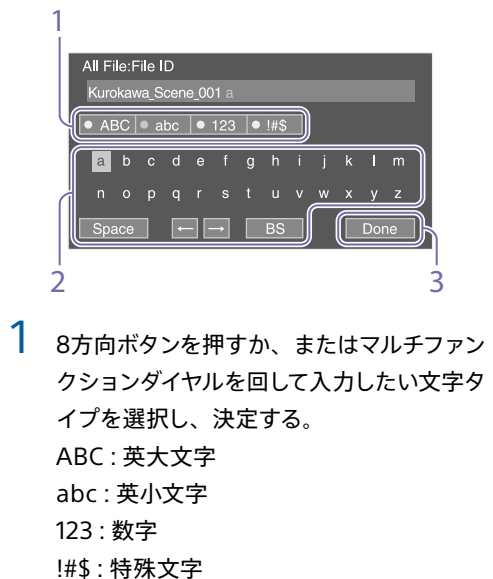 1
All File:File ID
Kurokawa_Scene_001 a
ABC abc 123 !#$
a b c d e f g h i j k l m
n o p q r s t u v w x y z
Space ← → BS Done
2 3
1 8方向ボタンを押すか、またはマルチファン
クションダイヤルを回して入力したい文字タ
イプを選択し、決定する。
ABC : 英大文字
abc : 英小文字
123 : 数字
!#$ : 特殊文字